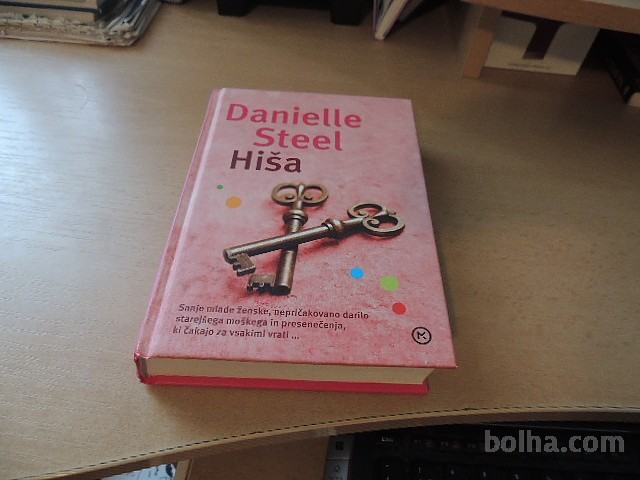 Danielle
Steel
Hiša
Sanje mlade ženske, nepričakovano darilo
starejšega moškega in presenečenja,
ki čakajo za vsakimi vrati ...
bolha.com